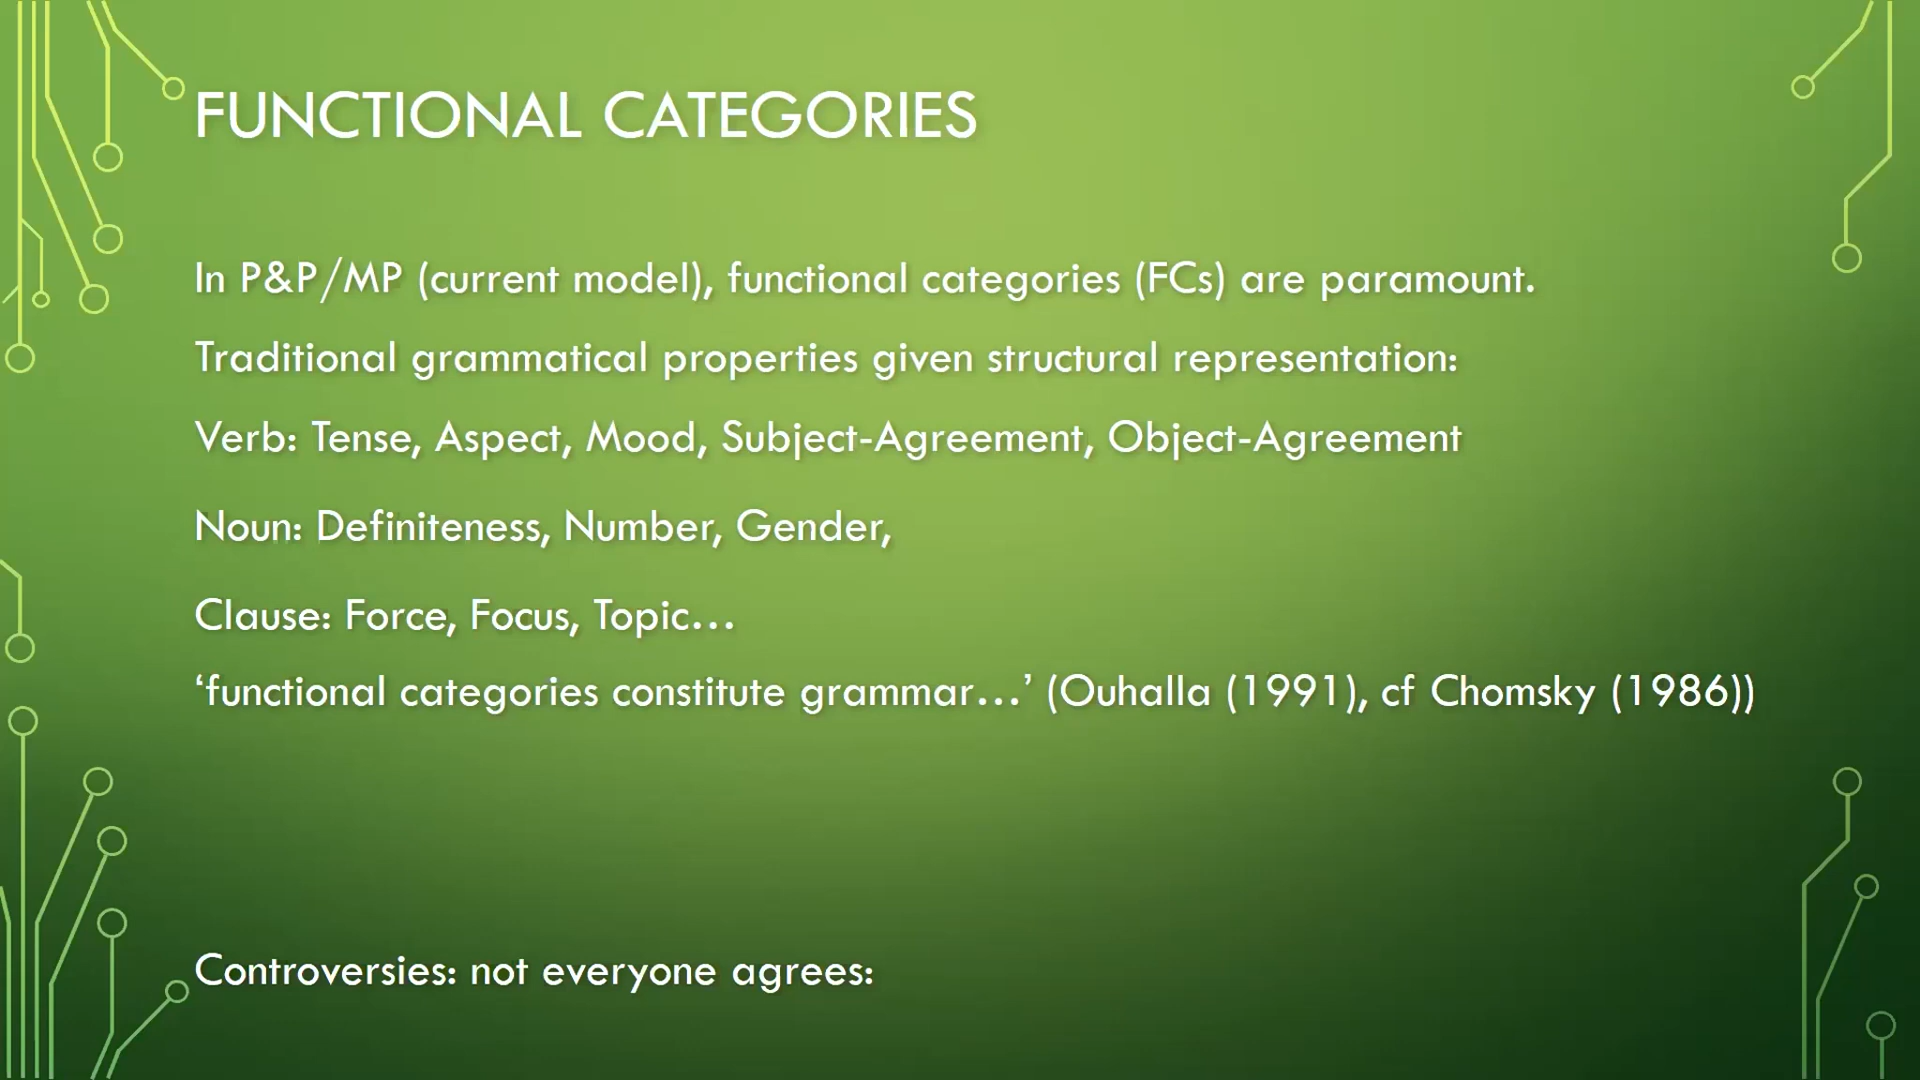 FUNCTIONAL CATEGORIES
In P&P/MP (current model), functional categories (FCs) are paramount.
Traditional grammatical properties given structural representation:
Verb: Tense, Aspect, Mood, Subject-Agreement, Object-Agreement
Noun: Definiteness, Number, Gender,
Clause: Force, Focus, Topic…
‘functional categories constitute grammar…’ (Ouhalla (1991), cf Chomsky (1986))
Controversies: not everyone agrees: